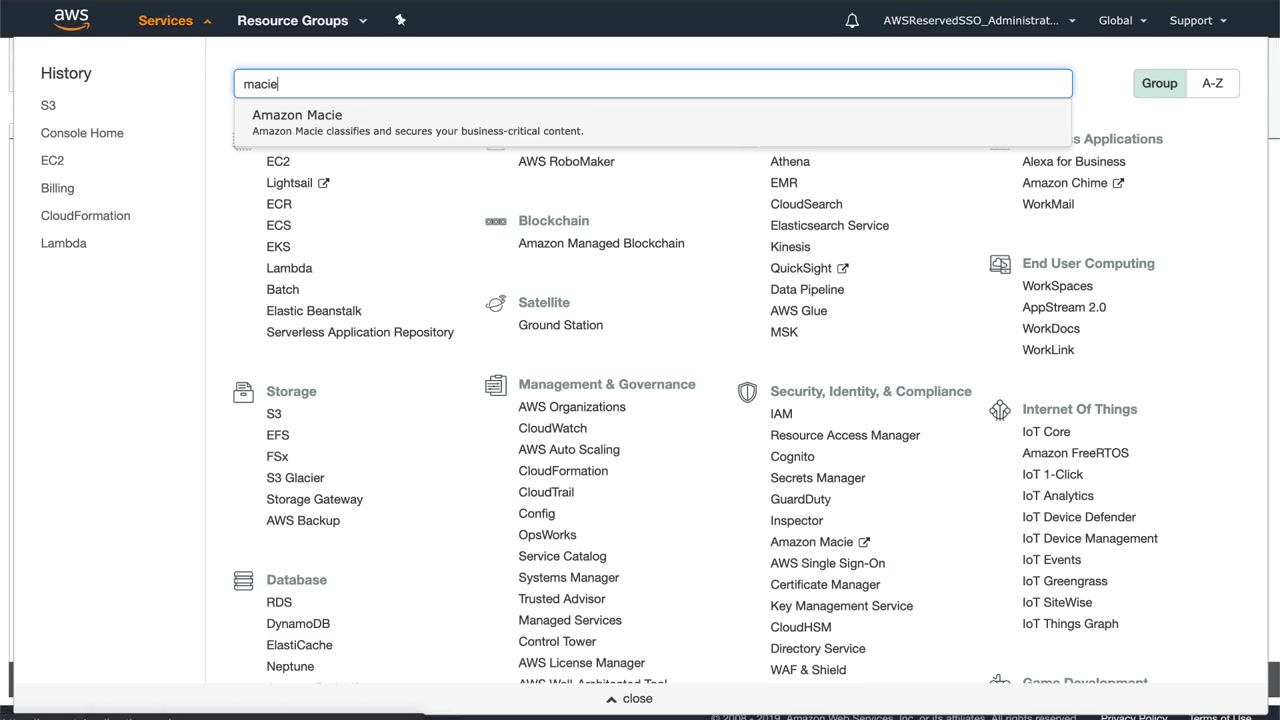 aws
Services
Resource Groups
AWSReservedSSO_Administrat...
Global
Support
History
S3
Console Home
EC2
Billing
CloudFormation
Lambda
macie
Group
A-Z
Amazon Macie
Amazon Macie classifies and secures your business-critical content.
EC2
Lightsail
ECR
ECS
EKS
Lambda
Batch
Elastic Beanstalk
Serverless Application Repository
Storage
S3
EFS
FSx
S3 Glacier
Storage Gateway
AWS Backup
Database
RDS
DynamoDB
ElastiCache
Neptune
AWS RoboMaker
Blockchain
Amazon Managed Blockchain
Satellite
Ground Station
Management & Governance
AWS Organizations
CloudWatch
AWS Auto Scaling
CloudFormation
CloudTrail
Config
OpsWorks
Service Catalog
Systems Manager
Trusted Advisor
Managed Services
Control Tower
AWS License Manager
AWS Well-Architected Tool
Athena
EMR
CloudSearch
Elasticsearch Service
Kinesis
QuickSight
Data Pipeline
AWS Glue
MSK
Security, Identity, & Compliance
IAM
Resource Access Manager
Cognito
Secrets Manager
GuardDuty
Inspector
Amazon Macie
AWS Single Sign-On
Certificate Manager
Key Management Service
CloudHSM
Directory Service
WAF & Shield
s Applications
Alexa for Business
Amazon Chime
WorkMail
End User Computing
WorkSpaces
AppStream 2.0
WorkDocs
WorkLink
Internet Of Things
IoT Core
Amazon FreeRTOS
IoT 1-Click
IoT Analytics
IoT Device Defender
IoT Device Management
IoT Events
IoT Greengrass
IoT SiteWise
IoT Things Graph
Game Development
close
© 2008 - 2019, Amazon Web Services, Inc. or its affiliates. All rights reserved.
Privacy Policy
Terms of Use